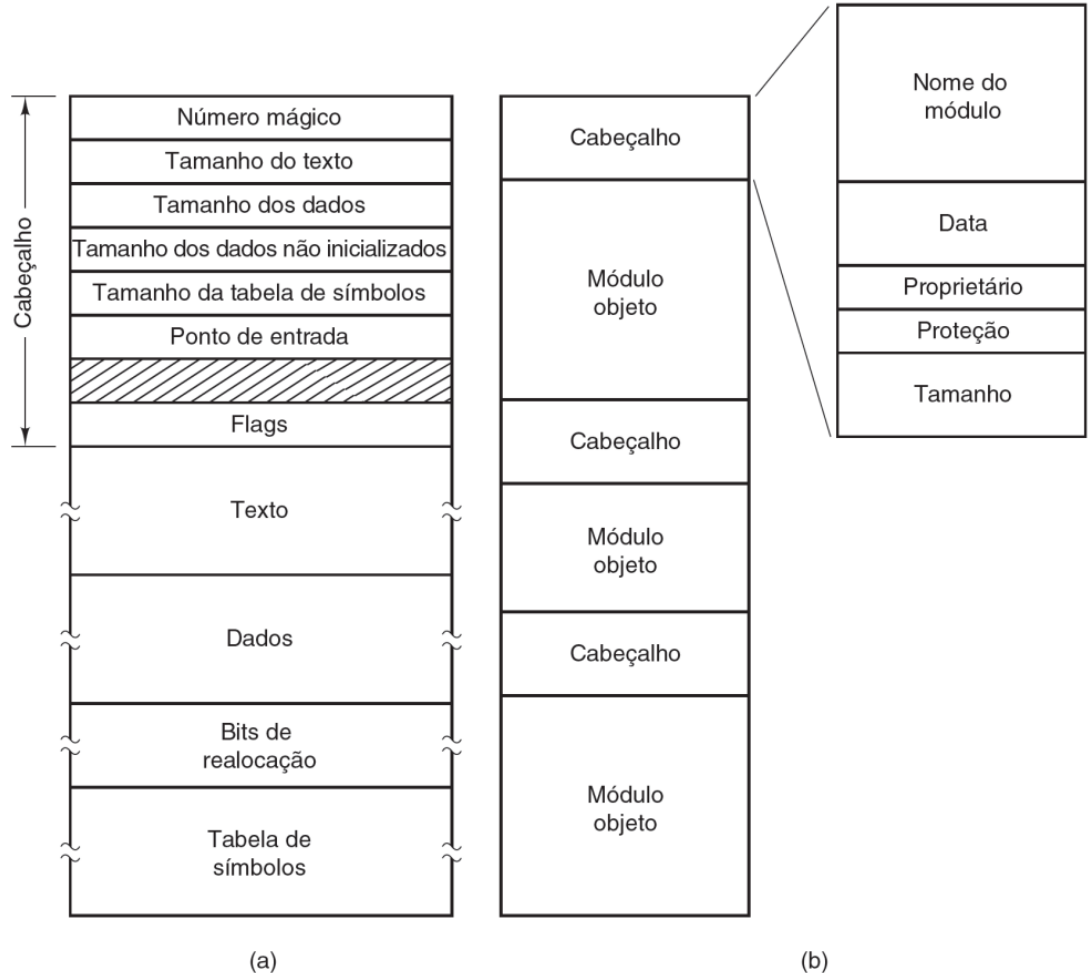 Cabeçalho
Número mágico
Tamanho do texto
Tamanho dos dados
Tamanho dos dados não inicializados
Tamanho da tabela de símbolos
Ponto de entrada
Flags
Texto
Dados
Bits de
realocação
Tabela de
símbolos
(a)
Cabeçalho
Módulo
objeto
Cabeçalho
Módulo
objeto
Cabeçalho
Módulo
objeto
Nome do
módulo
Data
Proprietário
Proteção
Tamanho
(b)